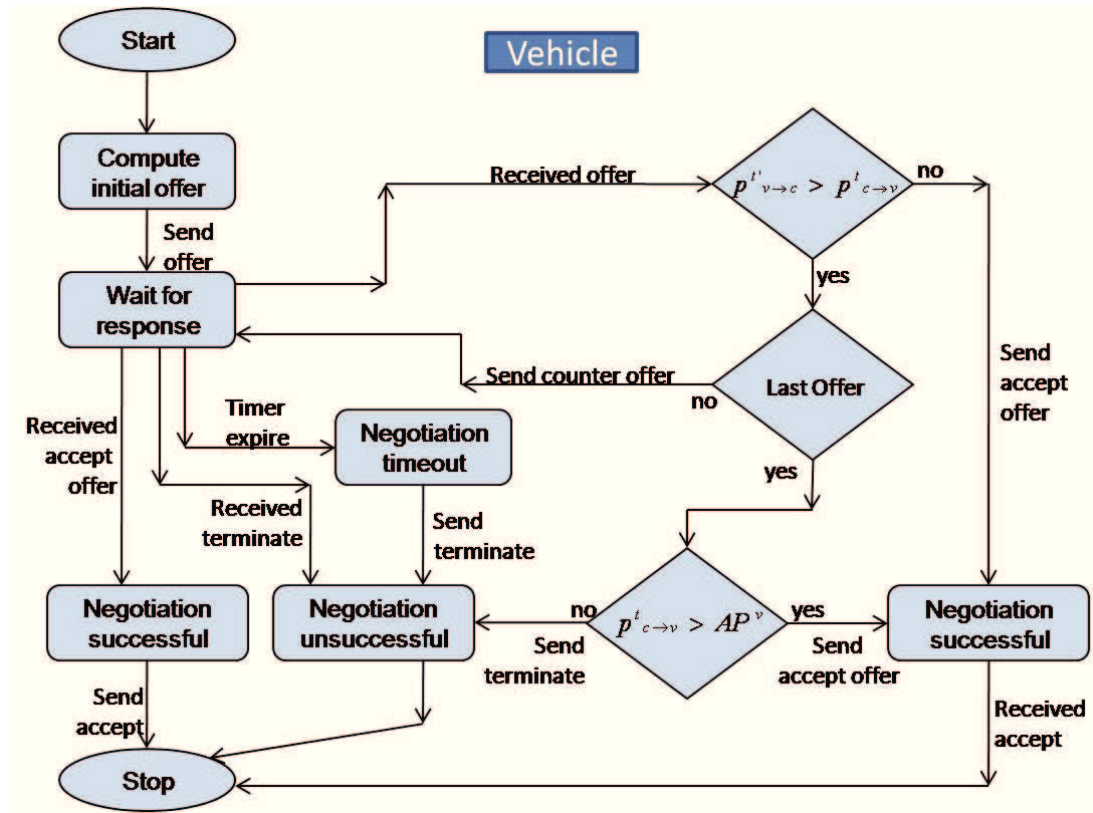 Start
Vehicle
Compute
initial offer
Send
offer
Received offer
p^{t'}_{v→c} > p^{t}_{c→v}
no
yes
Wait for
response
Send counter offer
no
Last Offer
Send
accept
offer
yes
Received
accept
offer
Timer
expire
Negotiation
timeout
Received
terminate
Send
terminate
Negotiation
successful
Negotiation
unsuccessful
no
Send
terminate
p^{t}_{c→v} > AP^{v}
yes
Send
accept offer
Negotiation
successful
Send
accept
Received
accept
Stop